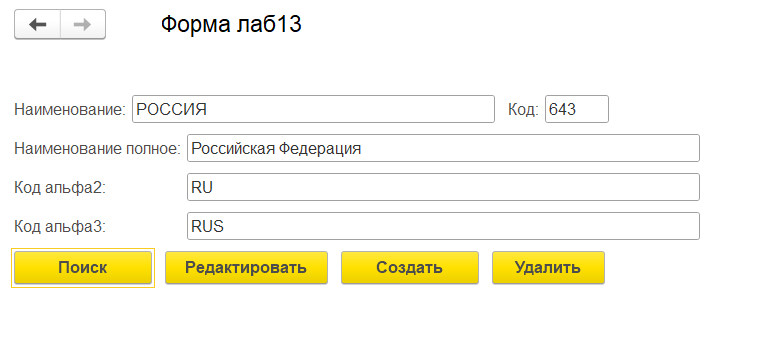 Форма лаб13
Наименование: РОССИЯ Код: 643
Наименование полное: Российская Федерация
Код альфа2: RU
Код альфа3: RUS
Поиск Редактировать Создать Удалить